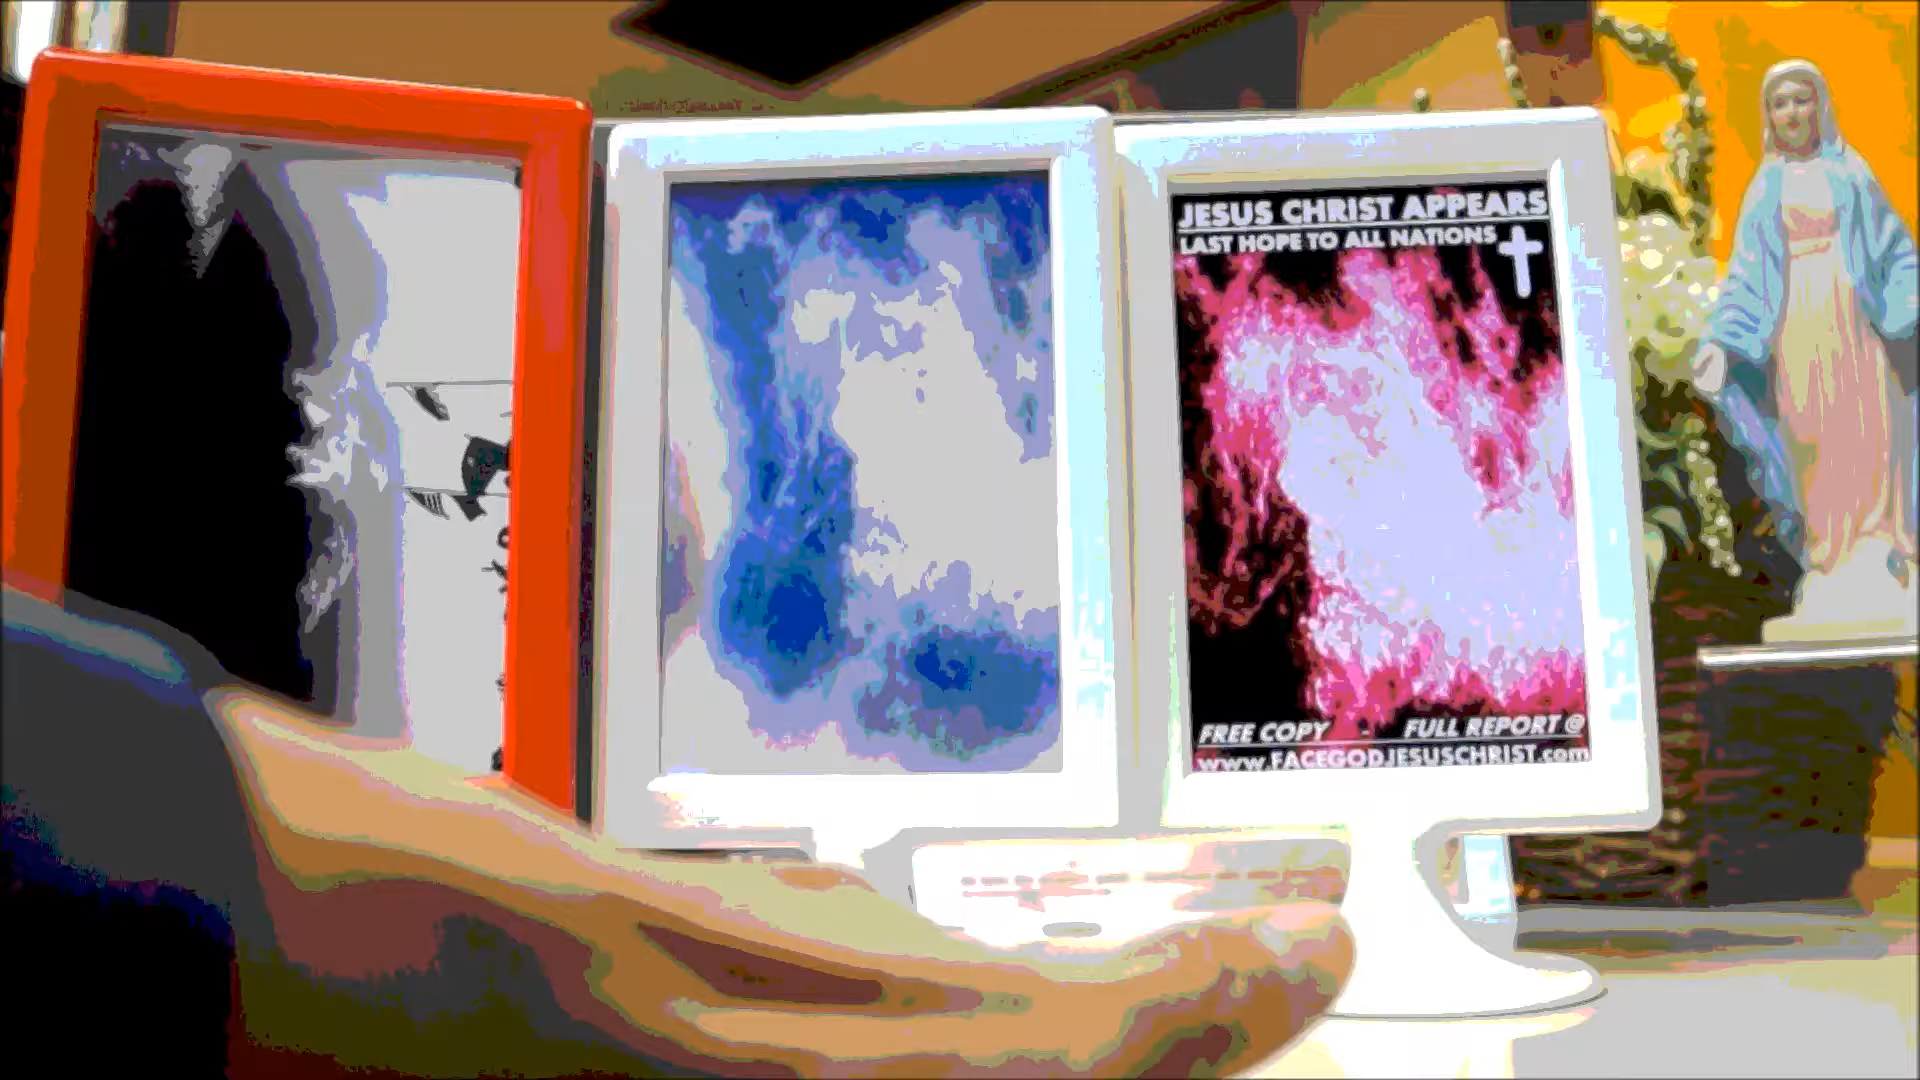 JESUS CHRIST APPEARS
LAST HOPE TO ALL NATIONS
FREE COPY - FULL REPORT @
www.FACEGODJESUSCHRIST.com